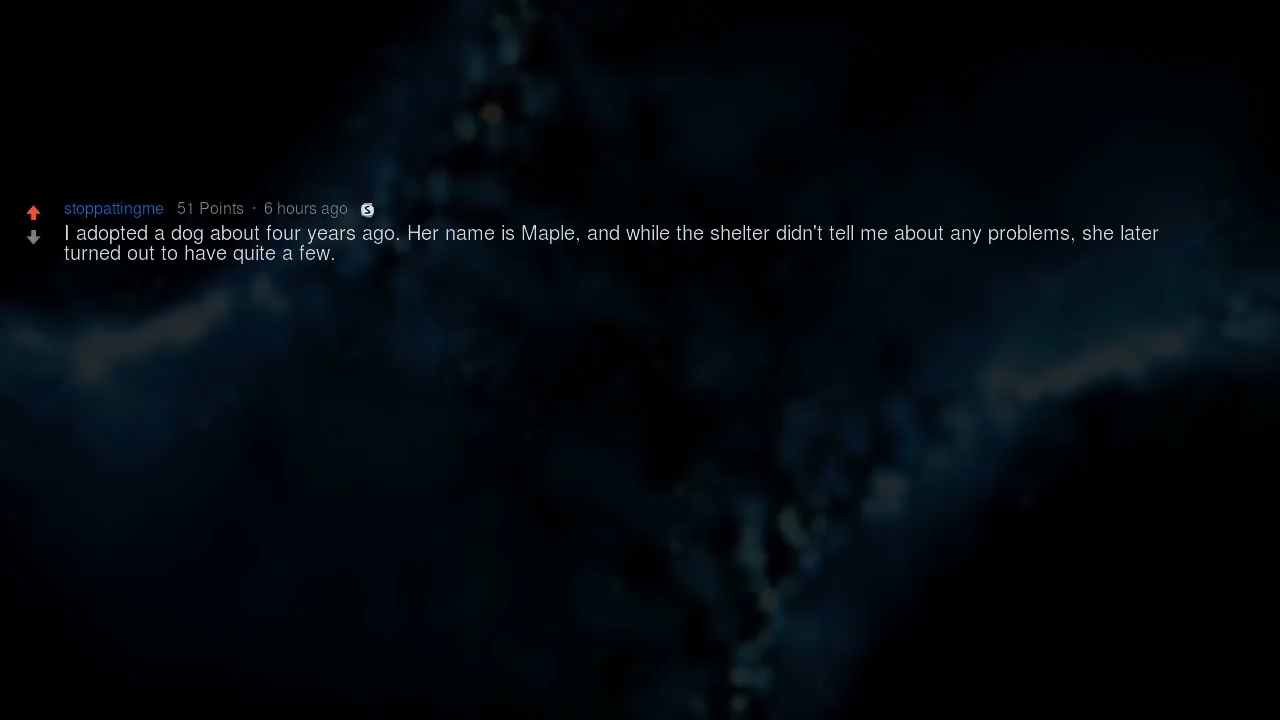 stoppattingme 51 Points · 6 hours ago
I adopted a dog about four years ago. Her name is Maple, and while the shelter didn't tell me about any problems, she later
turned out to have quite a few.